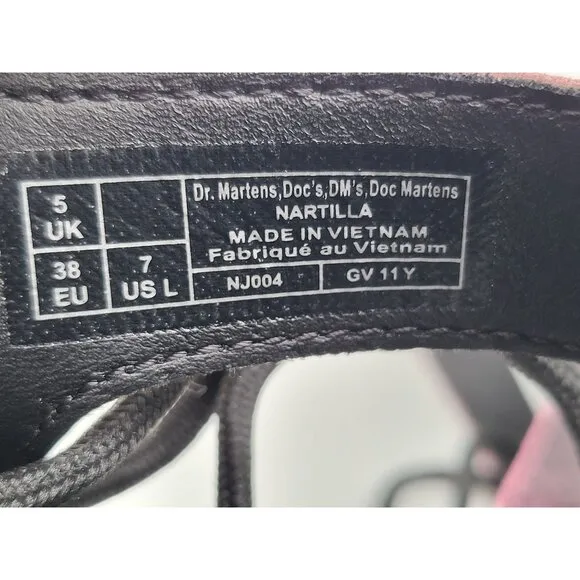 5
UK
38
EU
7
US L
Dr. Martens,Doc's,DM's,Doc Martens
NARTILLA
MADE IN VIETNAM
Fabriqué au Vietnam
NJ004
GV 11 Y